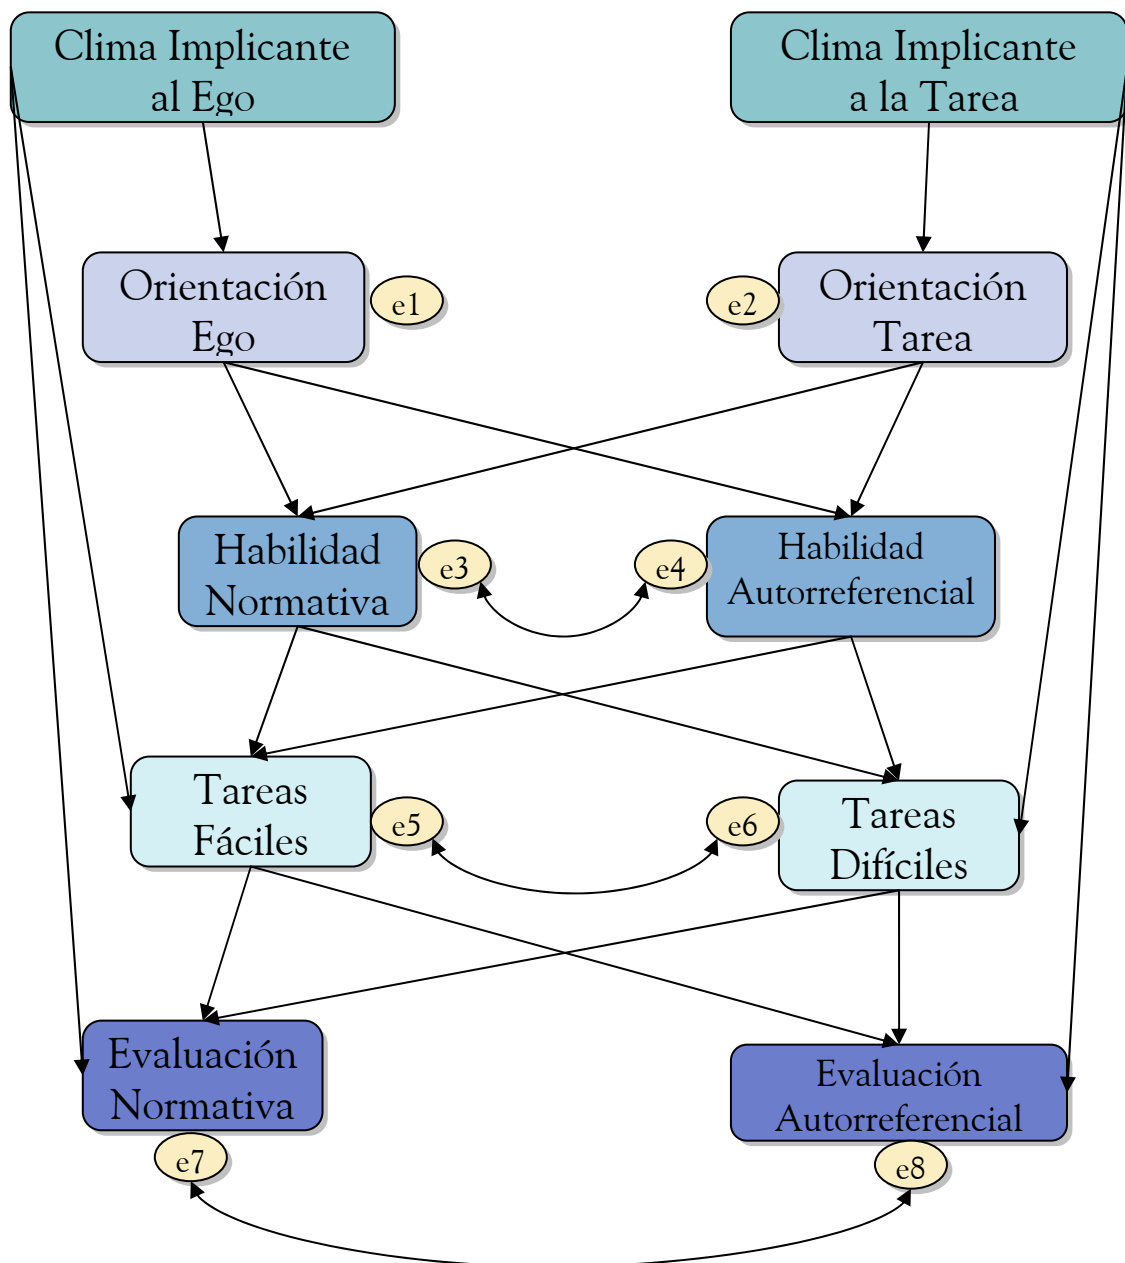 Clima Implicante
al Ego
Clima Implicante
a la Tarea
Orientación
Ego
e1
e2
Orientación
Tarea
Habilidad
Normativa
e3
e4
Habilidad
Autorreferencial
Tareas
Fáciles
e5
e6
Tareas
Difíciles
Evaluación
Normativa
e7
Evaluación
Autorreferencial
e8